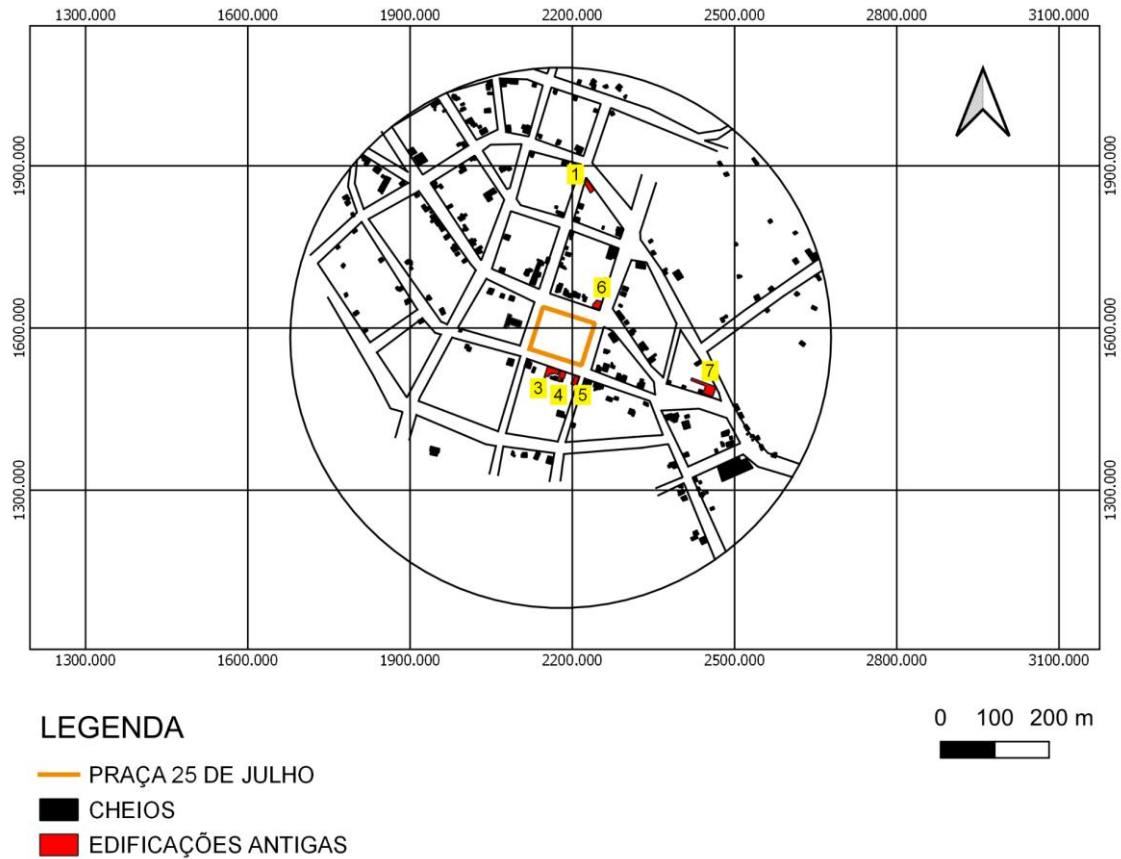 1300.000 1600.000 1900.000 2200.000 2500.000 2800.000 3100.000
1900.000 1900.000
1
6
1600.000 1600.000
7
3 4 5
1300.000 1300.000
1300.000 1600.000 1900.000 2200.000 2500.000 2800.000 3100.000
LEGENDA
0 100 200 m
PRAÇA 25 DE JULHO
CHEIOS
EDIFICAÇÕES ANTIGAS